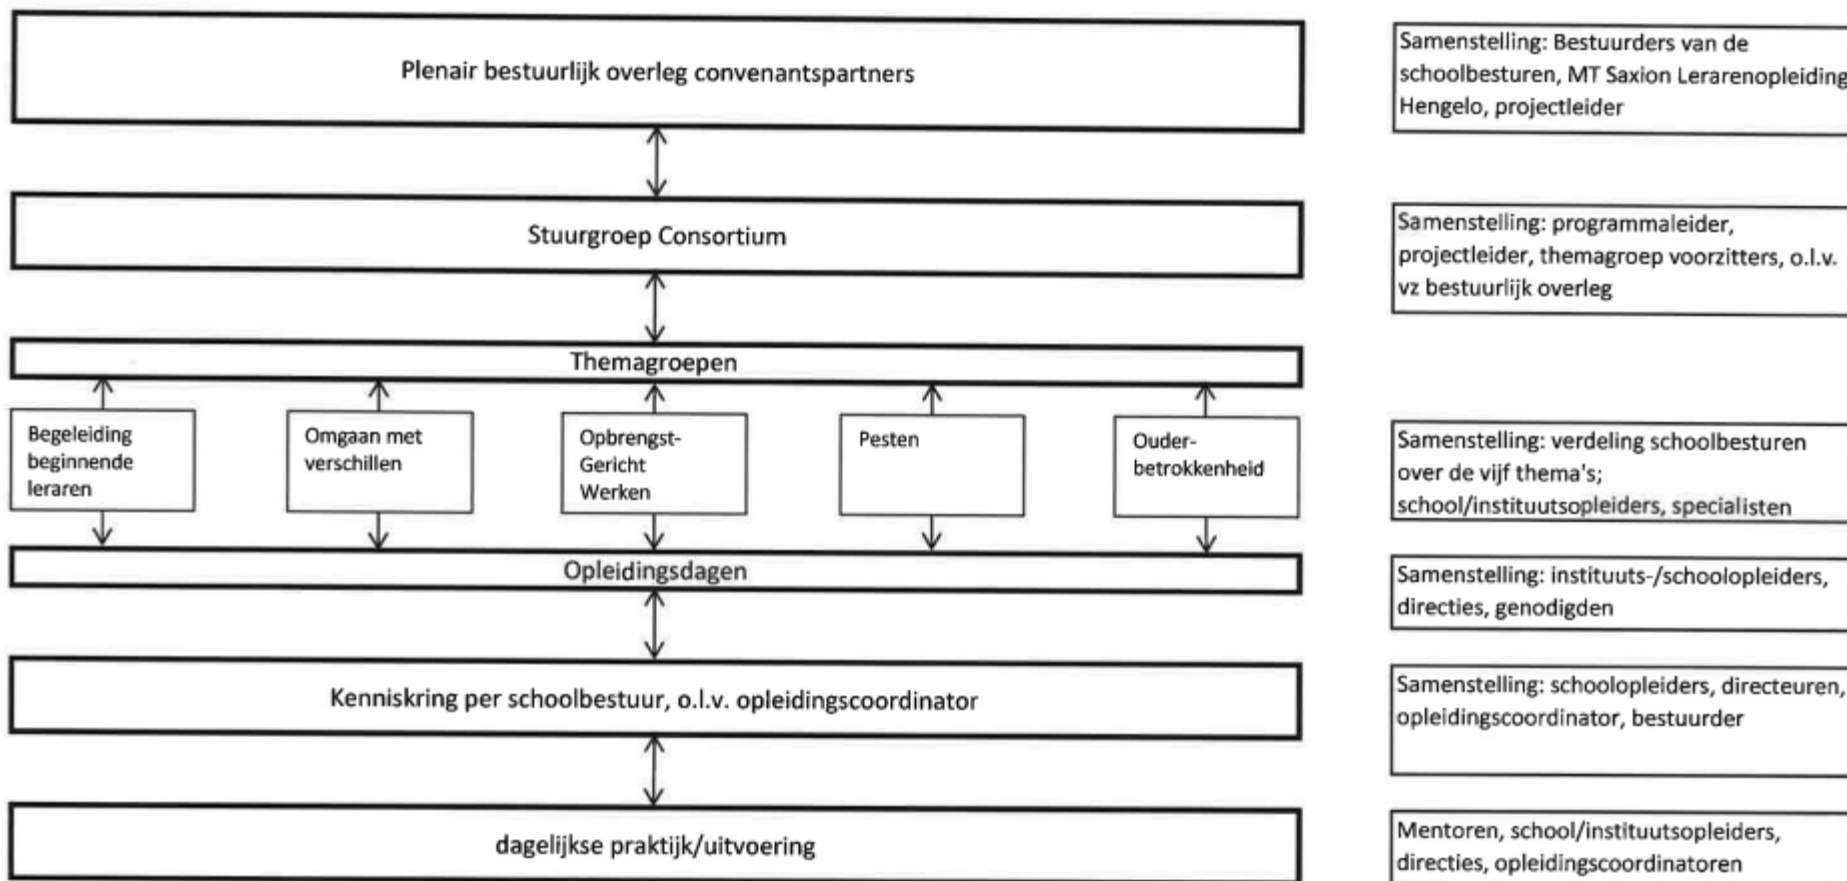 Plenair bestuurlijk overleg convenantspartners
Samenstelling: Bestuurders van de
schoolbesturen, MT Saxion Lerarenopleiding
Hengelo, projectleider
Stuurgroep Consortium
Samenstelling: programmaleider,
projectleider, themagroep voorzitters, o.l.v.
vz bestuurlijk overleg
Themagroepen
Begeleiding
beginnende
leraren
Omgaan met
verschillen
Opbrengst-
Gericht
Werken
Pesten
Ouder-
betrokkenheid
Samenstelling: verdeling schoolbesturen
over de vijf thema's;
school/instituutsopleiders, specialisten
Opleidingsdagen
Samenstelling: instituuts-/schoolopleiders,
directies, genodigden
Kenniskring per schoolbestuur, o.l.v. opleidingscoordinator
Samenstelling: schoolopleiders, directeuren,
opleidingscoordinator, bestuurder
dagelijkse praktijk/uitvoering
Mentoren, school/instituutsopleiders,
directies, opleidingscoordinatoren